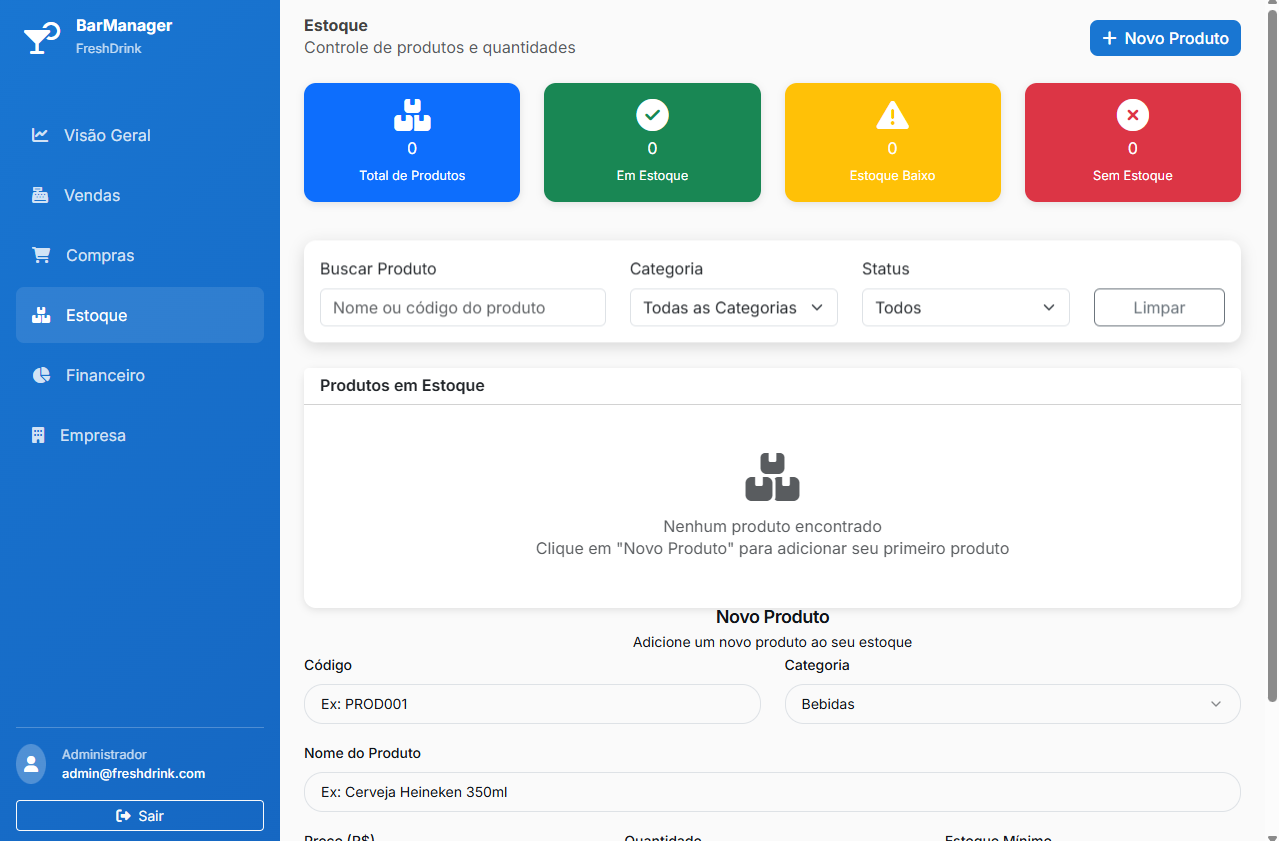 BarManager
FreshDrink
Visão Geral
Vendas
Compras
Estoque
Financeiro
Empresa
Administrador
admin@freshdrink.com
Sair
Estoque
Controle de produtos e quantidades
Novo Produto
0
Total de Produtos
0
Em Estoque
0
Estoque Baixo
0
Sem Estoque
Buscar Produto
Nome ou código do produto
Categoria
Todas as Categorias
Status
Todos
Limpar
Produtos em Estoque
Nenhum produto encontrado
Clique em "Novo Produto" para adicionar seu primeiro produto
Novo Produto
Adicione um novo produto ao seu estoque
Código
Ex: PROD001
Categoria
Bebidas
Nome do Produto
Ex: Cerveja Heineken 350ml
Preço (R$)
Quantidade
Estoque Mínimo